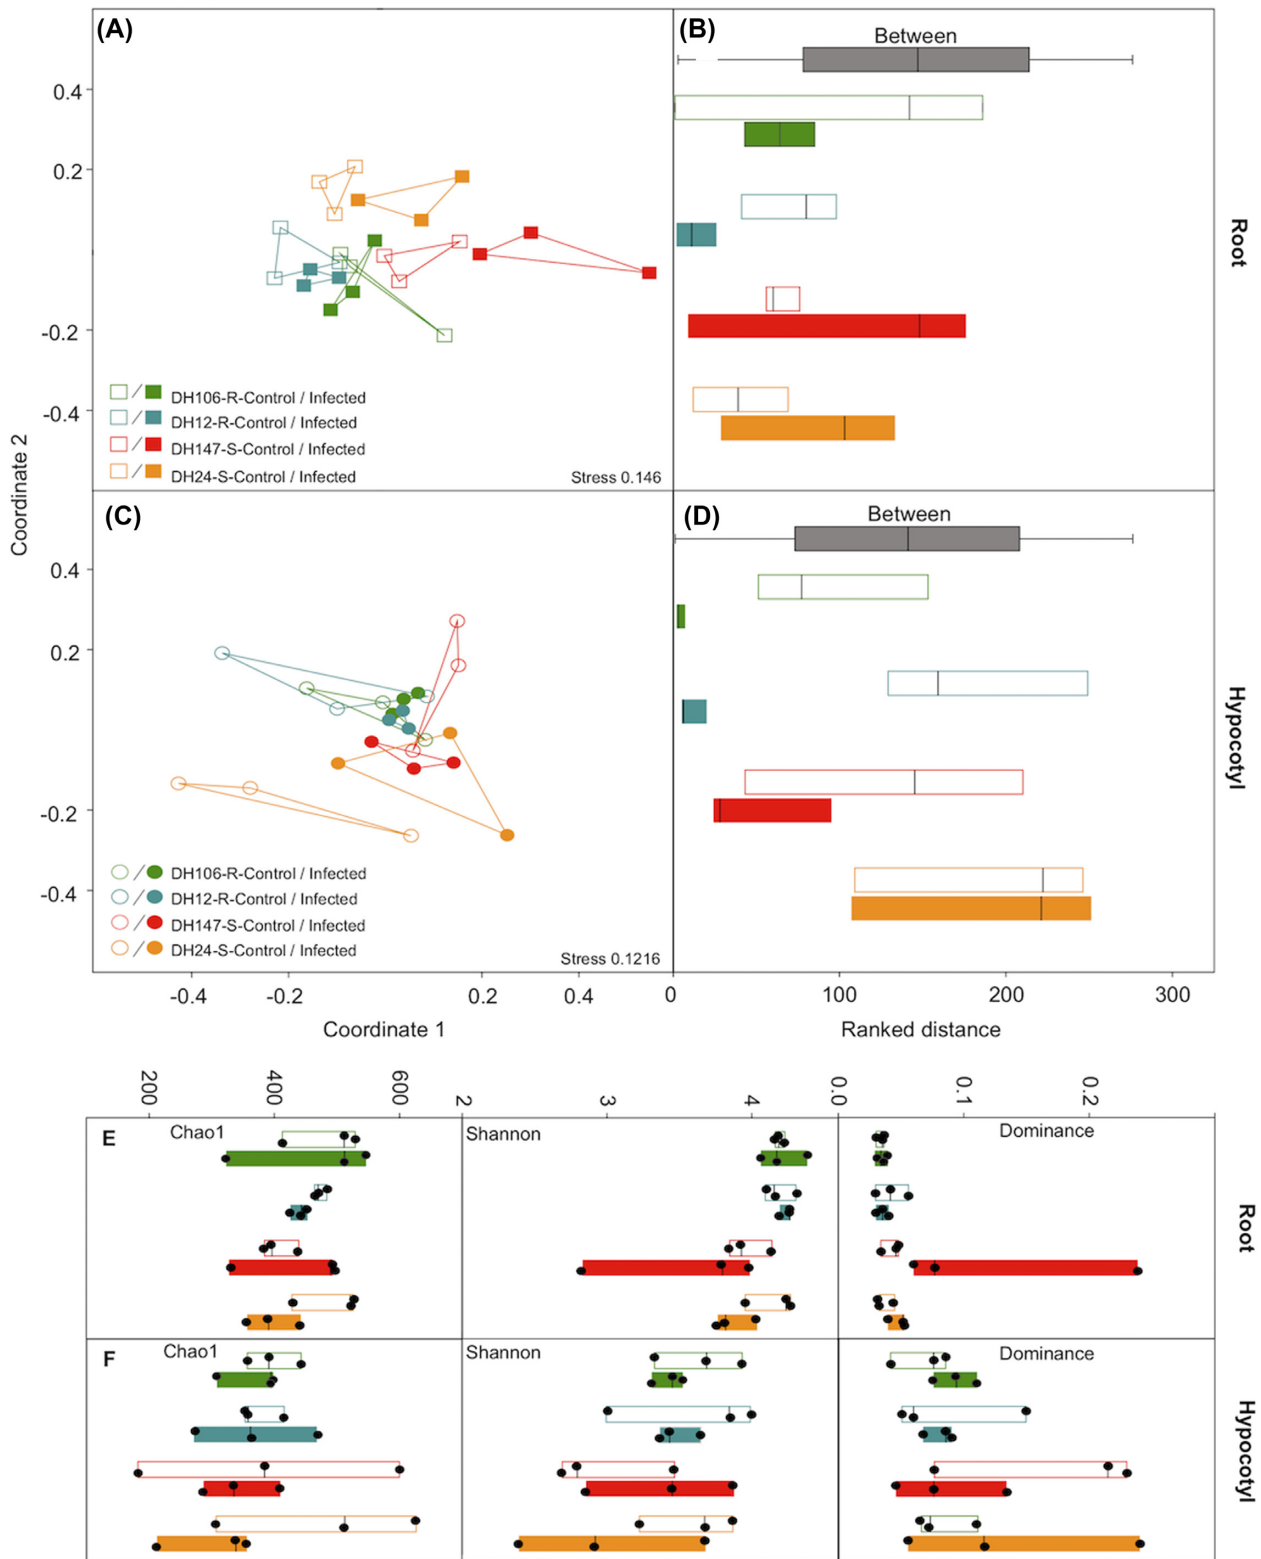 (A)
(B)
Between
0.4
0.2
-0.2
-0.4
Root
DH106-R-Control / Infected
DH12-R-Control / Infected
DH147-S-Control / Infected
DH24-S-Control / Infected
Stress 0.146
Coordinate 2
(C)
(D)
Between
0.4
0.2
-0.2
-0.4
Hypocotyl
DH106-R-Control / Infected
DH12-R-Control / Infected
DH147-S-Control / Infected
DH24-S-Control / Infected
Stress 0.1216
-0.4 -0.2 0.2 0.4 0 100 200 300
Coordinate 1
Ranked distance
200 400 600 2 3 4 0.0 0.1 0.2
E Chao1 Shannon Dominance
Root
F Chao1 Shannon Dominance
Hypocotyl